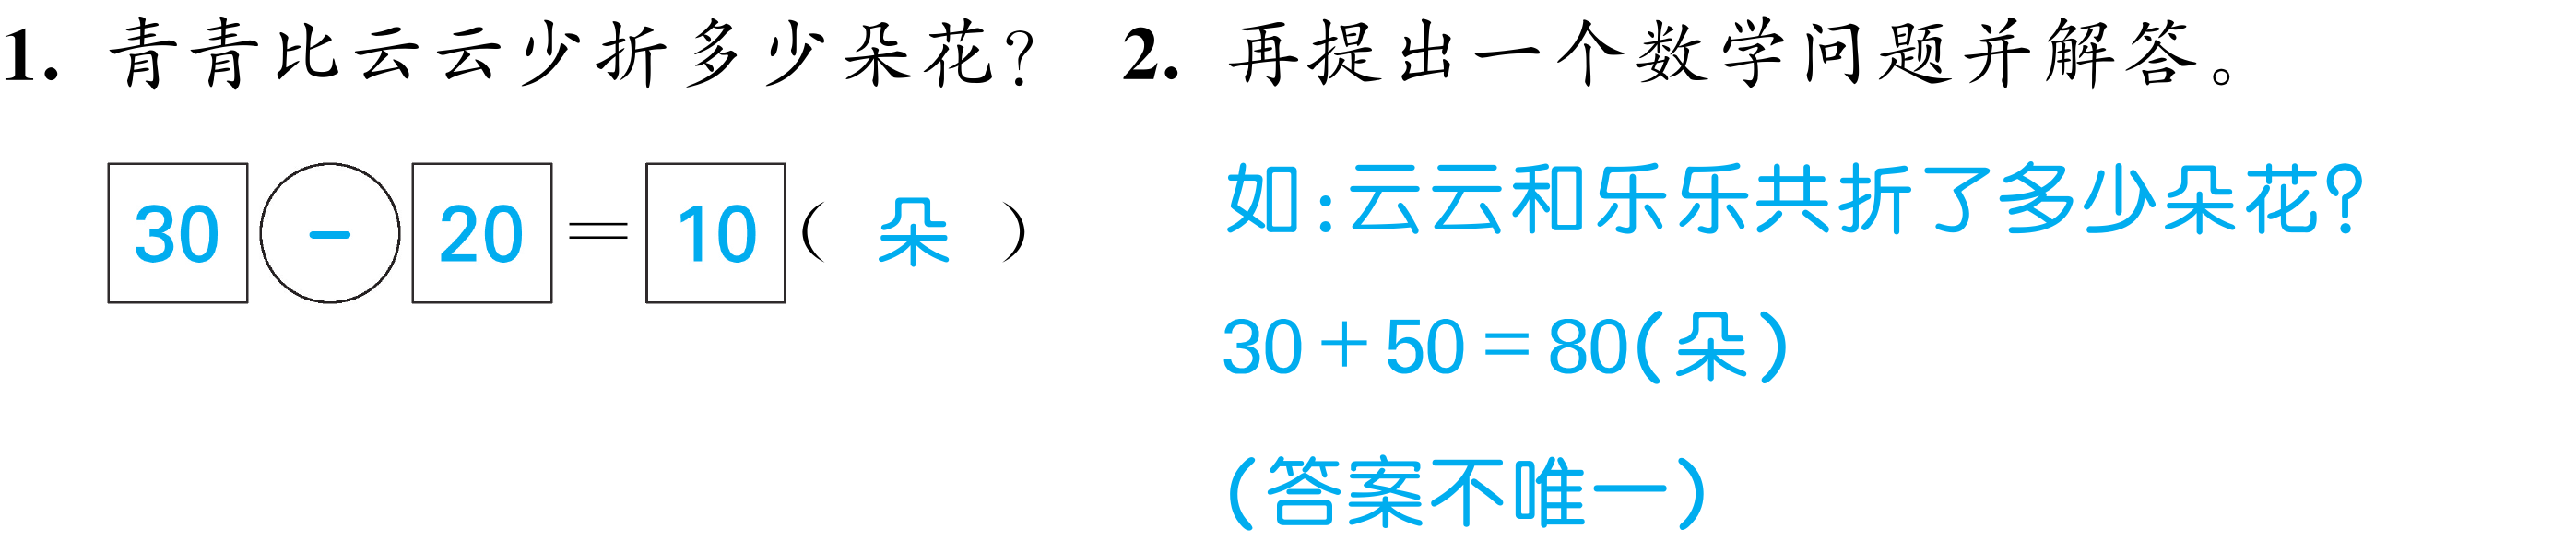 1. 青青比云云少折多少朵花?
30 - 20 = 10 ( 朵 )
2. 再提出一个数学问题并解答。
如:云云和乐乐共折了多少朵花?
30 + 50 = 80(朵)
(答案不唯一)